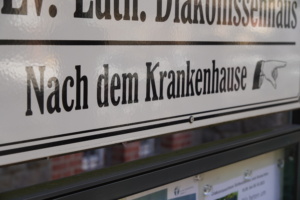 Ev. Luth. Diakonissenhaus
Nach dem Krankenhause